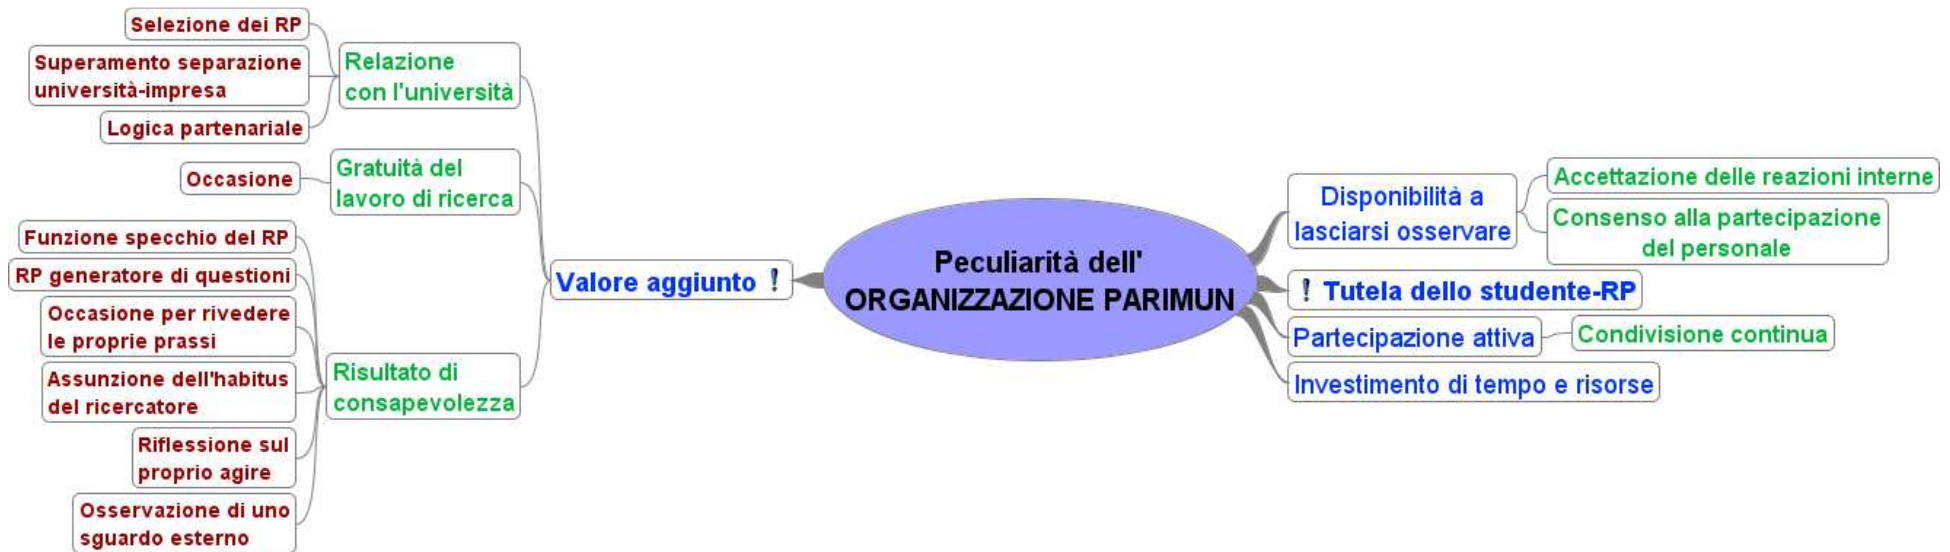 Selezione dei RP
Superamento separazione
università-impresa
Logica partenariale
Relazione
con l'università
Occasione
Gratuità del
lavoro di ricerca
Funzione specchio del RP
RP generatore di questioni
Occasione per rivedere
le proprie prassi
Assunzione dell'habitus
del ricercatore
Riflessione sul
proprio agire
Osservazione di uno
sguardo esterno
Risultato di
consapevolezza
Valore aggiunto !
Peculiarità dell'
ORGANIZZAZIONE PARIMUN
Disponibilità a
lasciarsi osservare
Accettazione delle reazioni interne
Consenso alla partecipazione
del personale
! Tutela dello studente-RP
Partecipazione attiva
Condivisione continua
Investimento di tempo e risorse